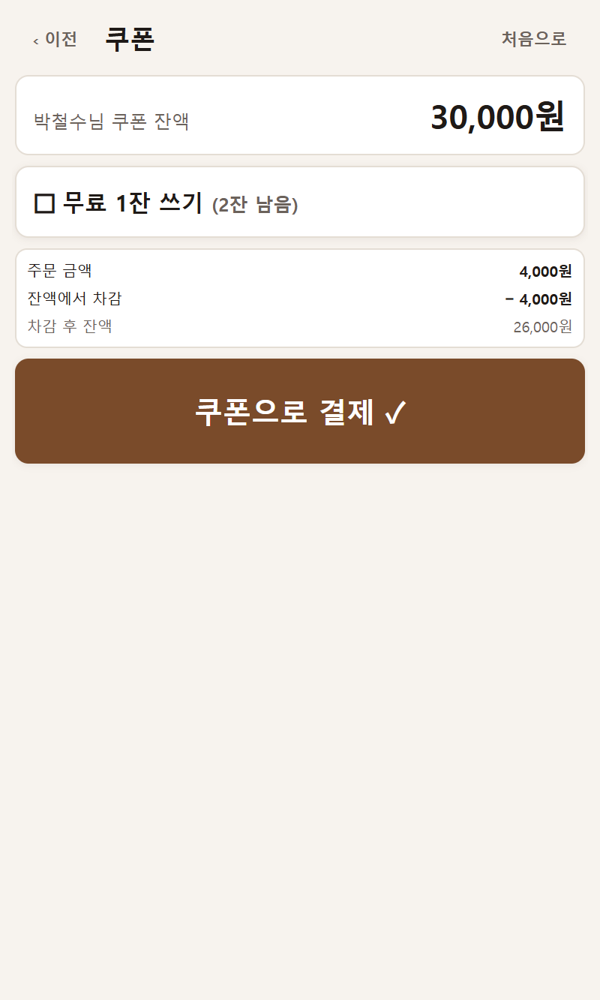 ‹ 이전 쿠폰 처음으로
박철수님 쿠폰 잔액 30,000원
☐ 무료 1잔 쓰기 (2잔 남음)
주문 금액 4,000원
잔액에서 차감 − 4,000원
차감 후 잔액 26,000원
쿠폰으로 결제 ✓